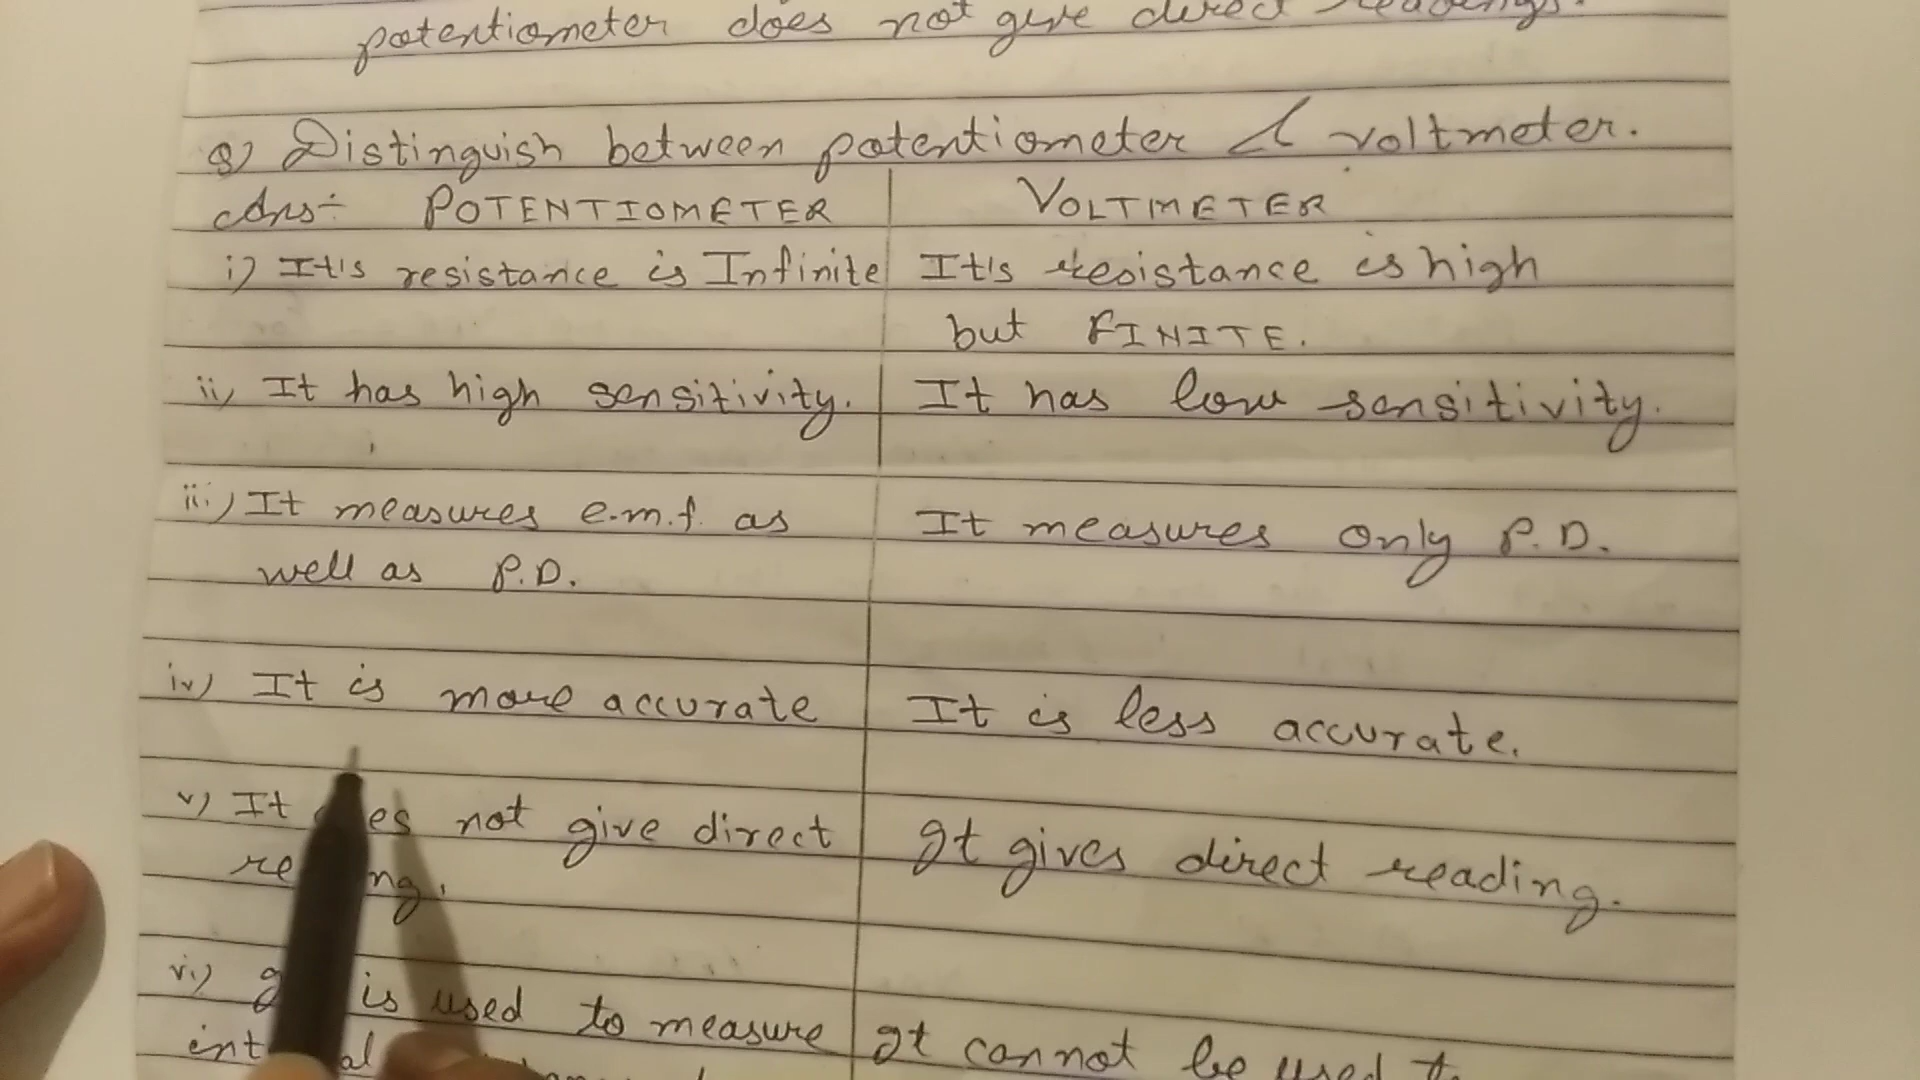 potentiometer does not give direct readings.
Q) Distinguish between potentiometer & voltmeter.
Ans÷ POTENTIOMETER
VOLTMETER
i) It's resistance is Infinite
It's resistance is high
but FINITE.
ii) It has high sensitivity.
It has low sensitivity.
iii) It measures e.m.f. as
well as P.D.
It measures only P.D.
iv) It is more accurate
It is less accurate.
v) It not give direct
It gives direct reading.
vi) is used to measure
It cannot be used